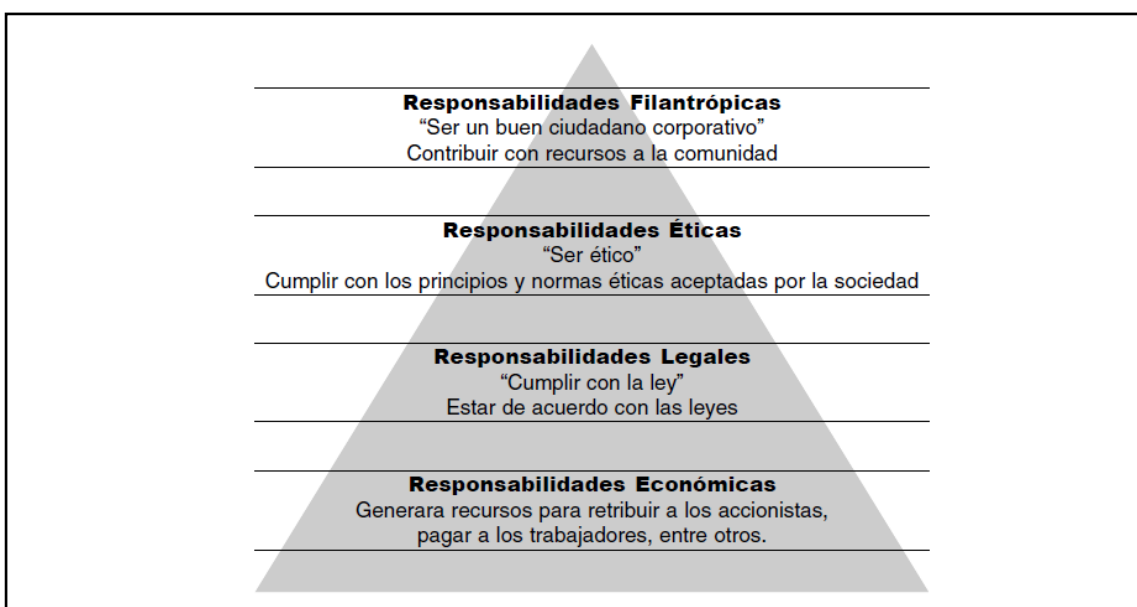 Responsabilidades Filantrópicas
“Ser un buen ciudadano corporativo”
Contribuir con recursos a la comunidad
Responsabilidades Éticas
“Ser ético”
Cumplir con los principios y normas éticas aceptadas por la sociedad
Responsabilidades Legales
“Cumplir con la ley”
Estar de acuerdo con las leyes
Responsabilidades Económicas
Generara recursos para retribuir a los accionistas,
pagar a los trabajadores, entre otros.